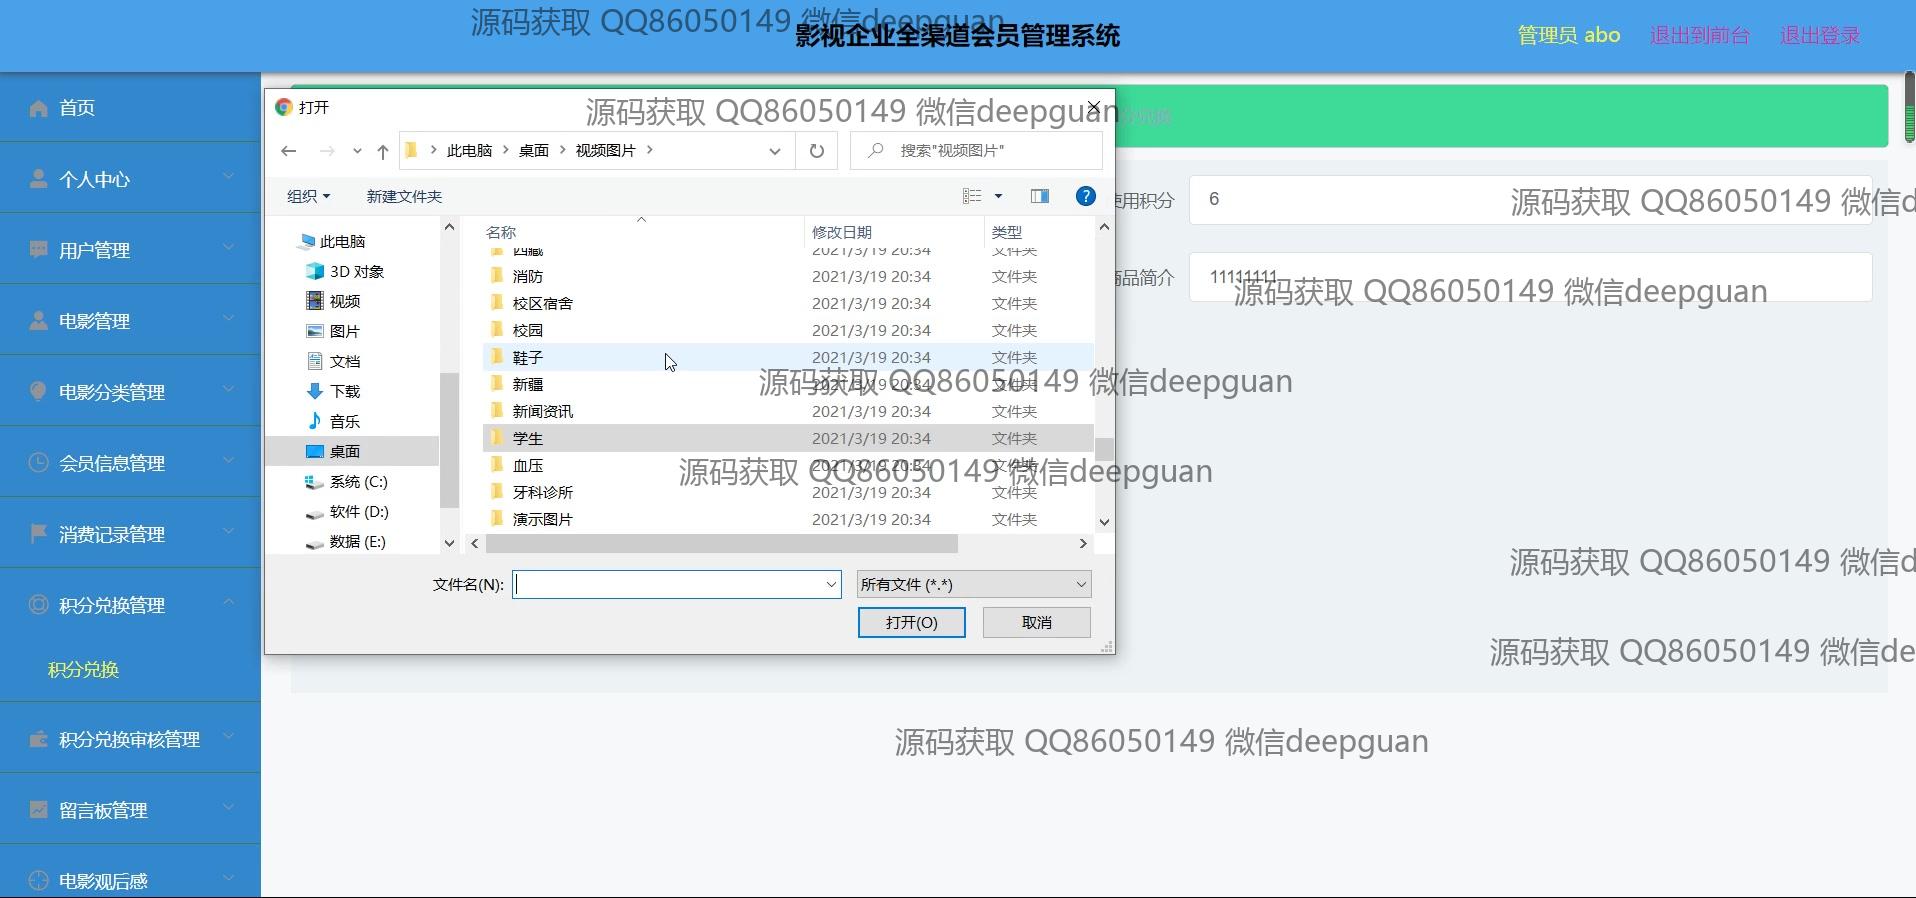 源码获取 QQ86050149 微信deepguan
影视企业全渠道会员管理系统
管理员 abo
退出到前台
退出登录
首页
个人中心
用户管理
电影管理
电影分类管理
会员信息管理
消费记录管理
积分兑换管理
积分兑换
积分兑换审核管理
留言板管理
电影观后感
打开
源码获取 QQ86050149 微信deepguan
此电脑
桌面
视频图片
搜索"视频图片"
组织
新建文件夹
此电脑
3D 对象
视频
图片
文档
下载
音乐
桌面
系统 (C:)
软件 (D:)
数据 (E:)
名称 修改日期 类型
西藏 2021/3/19 20:34 文件夹
消防 2021/3/19 20:34 文件夹
校区宿舍 2021/3/19 20:34 文件夹
校园 2021/3/19 20:34 文件夹
鞋子 2021/3/19 20:34 文件夹
新疆 2021/3/19 20:34 文件夹
新闻资讯 2021/3/19 20:34 文件夹
学生 2021/3/19 20:34 文件夹
血压 2021/3/19 20:34 文件夹
牙科诊所 2021/3/19 20:34 文件夹
演示图片 2021/3/19 20:34 文件夹
文件名(N):
所有文件 (*.*)
打开(O)
取消
使用积分 6
源码获取 QQ86050149 微信d
商品简介 11111111
源码获取 QQ86050149 微信deepguan
源码获取 QQ86050149 微信deepguan
源码获取 QQ86050149 微信deepguan
源码获取 QQ86050149 微信d
源码获取 QQ86050149 微信de
源码获取 QQ86050149 微信deepguan